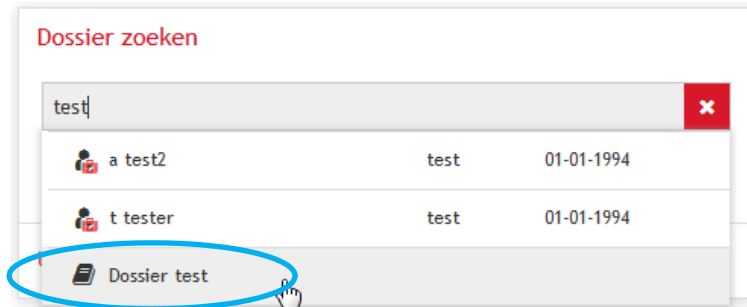 Dossier zoeken
test
a test2 test 01-01-1994
t tester test 01-01-1994
Dossier test